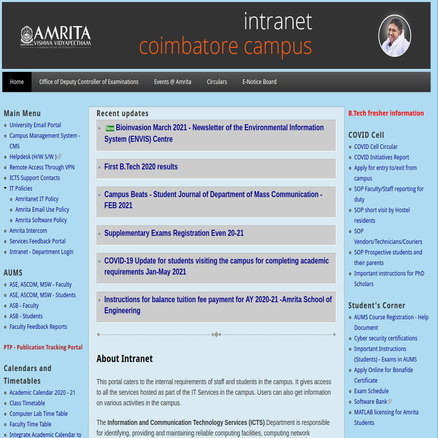 AMRITA
VISHWA VIDYAPEETHAM
intranet
coimbatore campus
Home
Office of Deputy Controller of Examinations
Events @ Amrita
Circulars
E-Notice Board
Main Menu
University Email Portal
Campus Management System -
CMS
Helpdesk (H/W S/W )
Remote Access Through VPN
ICTS Support Contacts
IT Policies
Amritanet IT Policy
Amrita Email Use Policy
Amrita Software Policy
Amrita Intercom
Services Feedback Portal
Intranet - Department Login
AUMS
ASE, ASCOM, MSW - Faculty
ASE, ASCOM, MSW - Students
ASB - Faculty
ASB - Students
Faculty Feedback Reports
PTP - Publication Tracking Portal
Calendars and
Timetables
Academic Calendar 2020 - 21
Class Timetable
Computer Lab Time Table
Faculty Time Table
Integrate Academic Calendar to
Recent updates
Bioinvasion March 2021 - Newsletter of the Environmental Information
System (ENVIS) Centre
First B.Tech 2020 results
Campus Beats - Student Journal of Department of Mass Communication -
FEB 2021
Supplementary Exams Registration Even 20-21
COVID-19 Update for students visiting the campus for completing academic
requirements Jan-May 2021
Instructions for balance tuition fee payment for AY 2020-21 -Amrita School of
Engineering
About Intranet
This portal caters to the internal requirements of staff and students in the campus. It gives access
to all the services hosted as part of the IT Services in the campus. Users can also get information
on various activities in the campus.
The Information and Communication Technology Services (ICTS) Department is responsible
for identifying, providing and maintaining reliable computing facilities, computing network
B.Tech fresher information
COVID Cell
COVID Cell Circular
COVID Initiatives Report
Apply for entry to/exit from
campus
SOP Faculty/Staff reporting for
duty
SOP short visit by Hostel
residents
SOP
Vendors/Technicians/Couriers
SOP Prospective students and
their parents
Important instructions for PhD
Scholars
Student's Corner
AUMS Course Registration - Help
Document
Cyber security certifications
Important Instructions
(Students) - Exams in AUMS
Apply Online for Bonafide
Certificate
Exam Schedule
Software Bank
MATLAB licensing for Amrita
Students